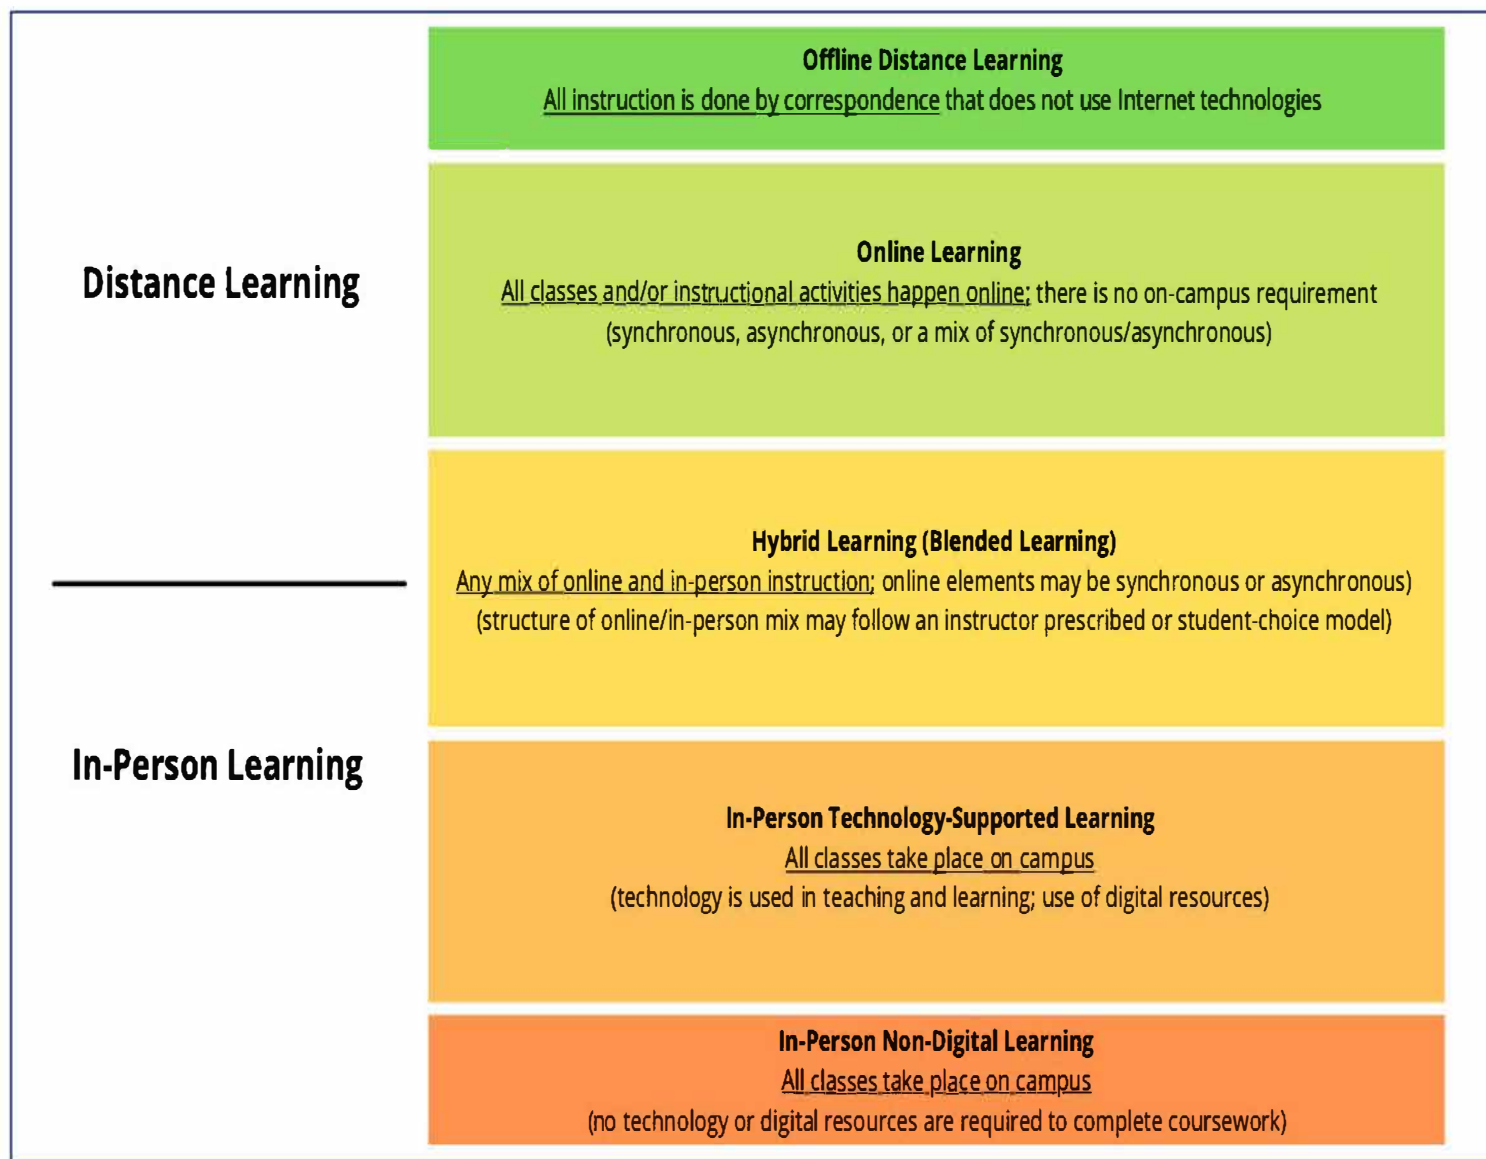 Offline Distance Learning
All instruction is done by correspondence that does not use Internet technologies
Distance Learning
Online Learning
All classes and/or instructional activities happen online; there is no on-campus requirement
(synchronous, asynchronous, or a mix of synchronous/asynchronous)
Hybrid Learning (Blended Learning)
Any mix of online and in-person instruction; online elements may be synchronous or asynchronous)
(structure of online/in-person mix may follow an instructor prescribed or student-choice model)
In-Person Learning
In-Person Technology-Supported Learning
All classes take place on campus
(technology is used in teaching and learning; use of digital resources)
In-Person Non-Digital Learning
All classes take place on campus
(no technology or digital resources are required to complete coursework)